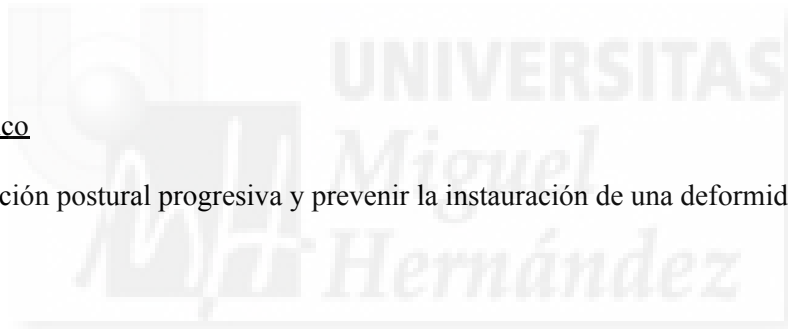 UNIVERSITAS
co
Miguel
ción postural progresiva y prevenir la instauración de una deformid
Hernández